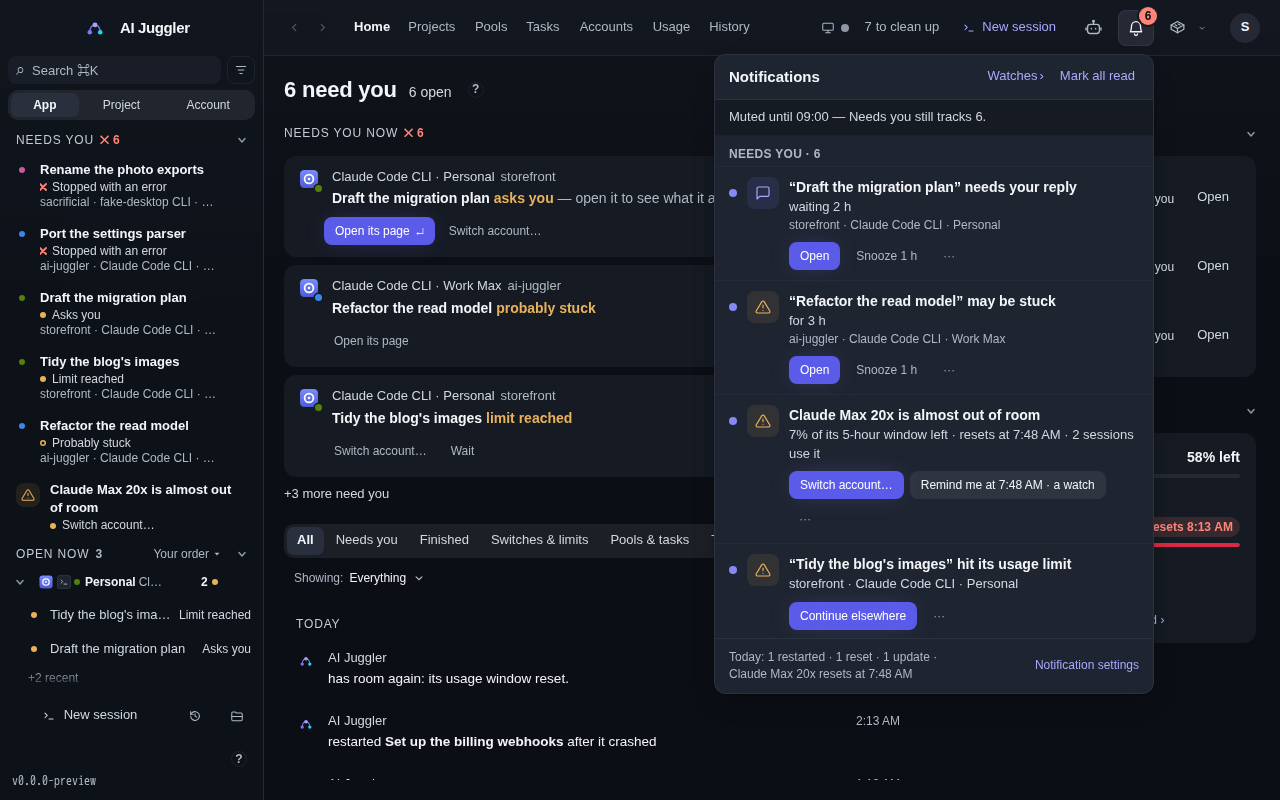 AI Juggler
Search ⌘K
App Project Account
NEEDS YOU 6
Rename the photo exports
Stopped with an error
sacrificial · fake-desktop CLI · …
Port the settings parser
Stopped with an error
ai-juggler · Claude Code CLI · …
Draft the migration plan
Asks you
storefront · Claude Code CLI · …
Tidy the blog's images
Limit reached
storefront · Claude Code CLI · …
Refactor the read model
Probably stuck
ai-juggler · Claude Code CLI · …
Claude Max 20x is almost out
of room
Switch account…
OPEN NOW 3 Your order
Personal Cl… 2
Tidy the blog's ima… Limit reached
Draft the migration plan Asks you
+2 recent
New session
?
v0.0.0-preview
Home Projects Pools Tasks Accounts Usage History
7 to clean up
New session
6
S
6 need you 6 open ?
NEEDS YOU NOW 6
Claude Code CLI · Personal storefront
Draft the migration plan asks you — open it to see what it a
Open its page Switch account…
Claude Code CLI · Work Max ai-juggler
Refactor the read model probably stuck
Open its page
Claude Code CLI · Personal storefront
Tidy the blog's images limit reached
Switch account… Wait
+3 more need you
All Needs you Finished Switches & limits Pools & tasks
Showing: Everything
TODAY
AI Juggler
has room again: its usage window reset.
AI Juggler
2:13 AM
restarted Set up the billing webhooks after it crashed
Notifications Watches › Mark all read
Muted until 09:00 — Needs you still tracks 6.
NEEDS YOU · 6
“Draft the migration plan” needs your reply
waiting 2 h
storefront · Claude Code CLI · Personal
Open Snooze 1 h ···
“Refactor the read model” may be stuck
for 3 h
ai-juggler · Claude Code CLI · Work Max
Open Snooze 1 h ···
Claude Max 20x is almost out of room
7% of its 5-hour window left · resets at 7:48 AM · 2 sessions
use it
Switch account… Remind me at 7:48 AM · a watch
···
“Tidy the blog's images” hit its usage limit
storefront · Claude Code CLI · Personal
Continue elsewhere ···
Today: 1 restarted · 1 reset · 1 update ·
Claude Max 20x resets at 7:48 AM
Notification settings
you Open
you Open
you Open
58% left
esets 8:13 AM
d ›